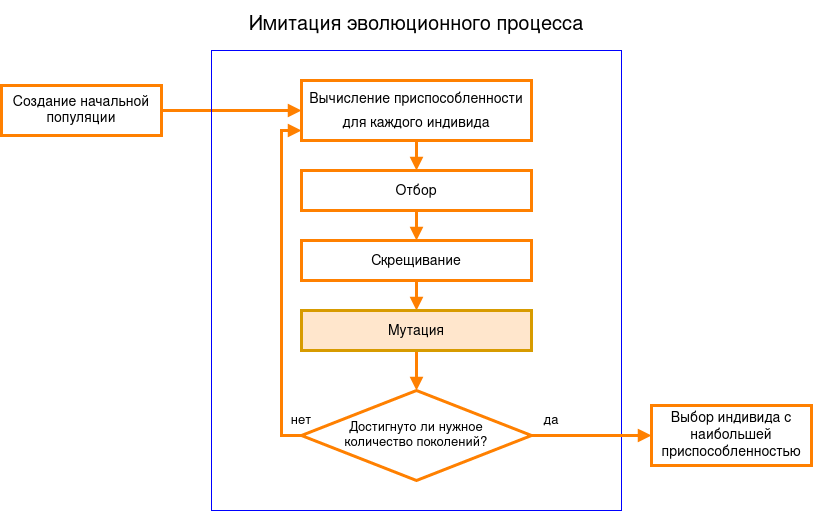 Имитация эволюционного процесса
Создание начальной
популяции
Вычисление приспособленности
для каждого индивида
Отбор
Скрещивание
Мутация
нет
Достигнуто ли нужное
количество поколений?
да
Выбор индивида с
наибольшей
приспособленностью